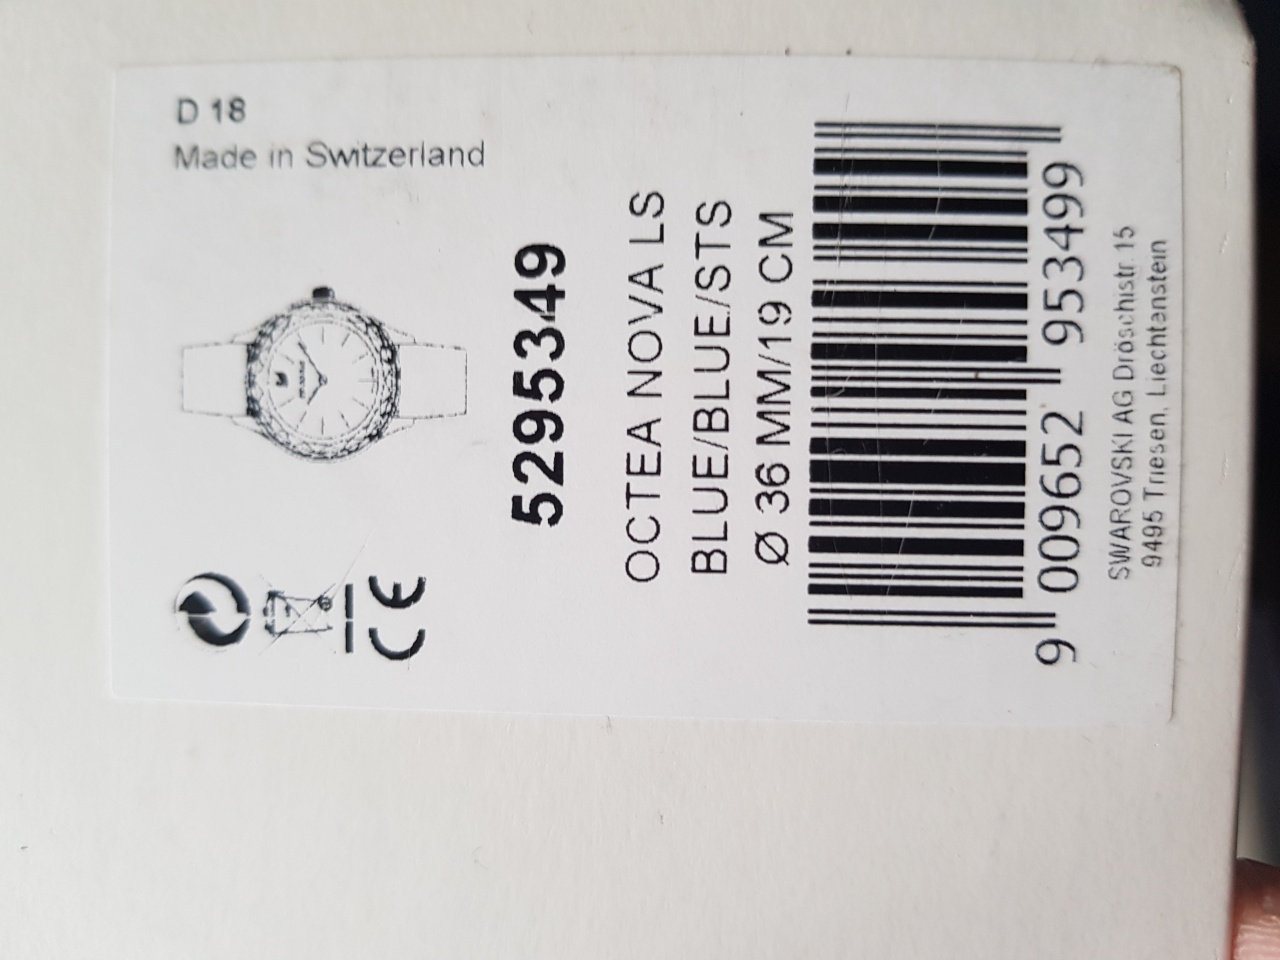 D 18
Made in Switzerland
5295349
OCTEA NOVA LS
BLUE/BLUE/STS
Ø 36 MM/19 CM
9 009652 953499
SWAROVSKI AG Dröschistr. 15
9495 Triesen, Liechtenstein
CE